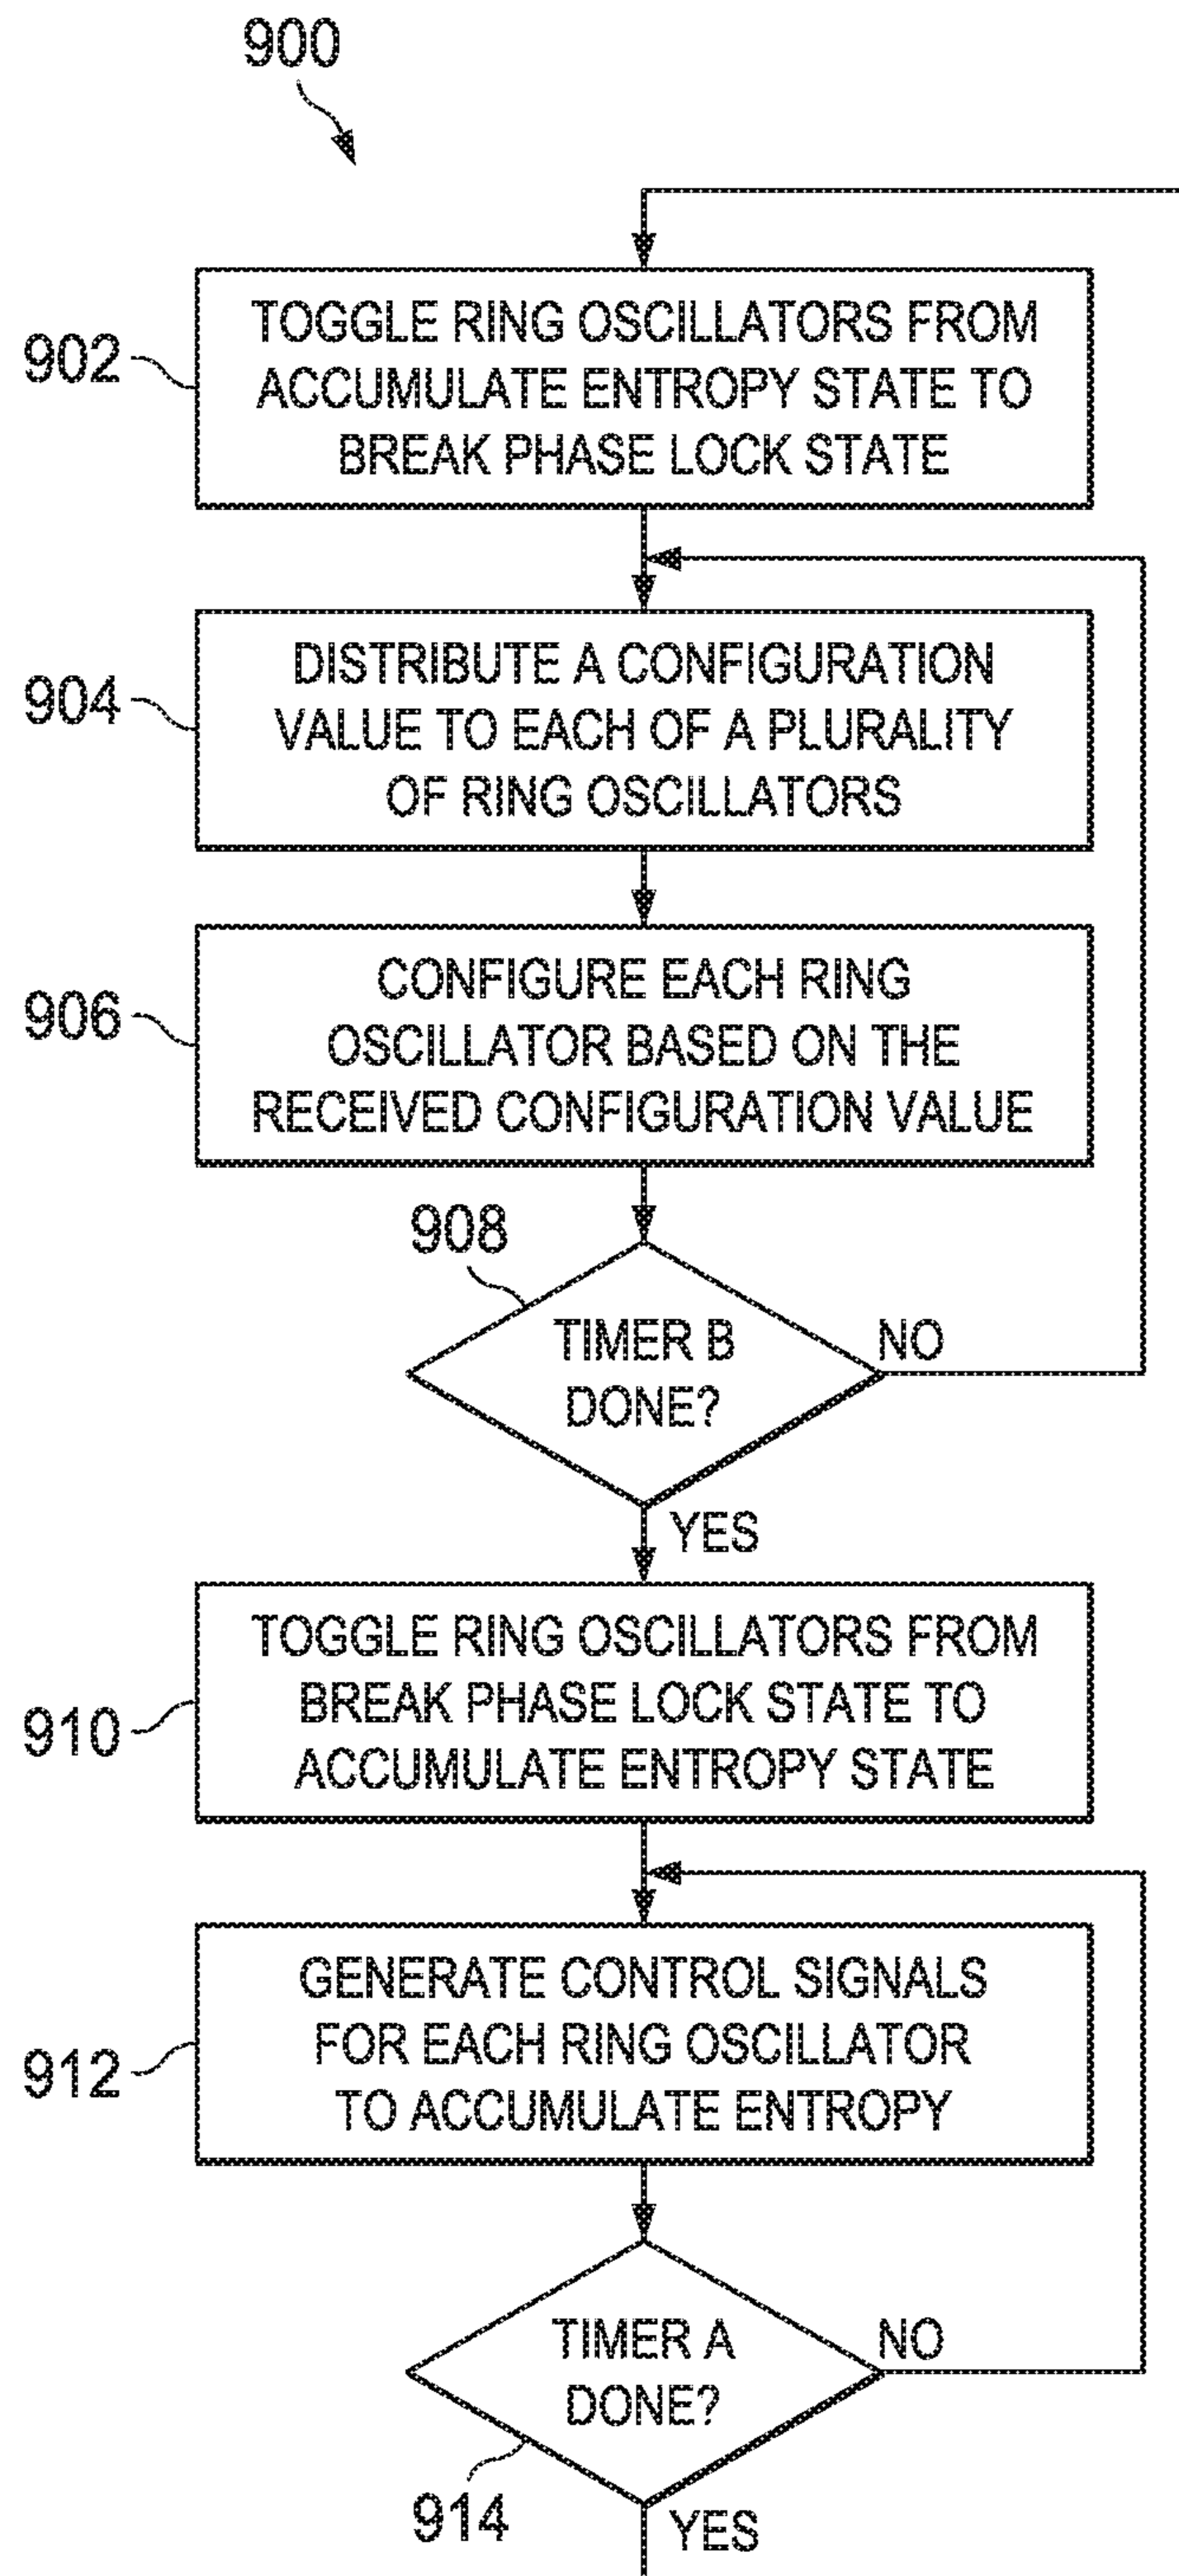 900
902
TOGGLE RING OSCILLATORS FROM
ACCUMULATE ENTROPY STATE TO
BREAK PHASE LOCK STATE
904
DISTRIBUTE A CONFIGURATION
VALUE TO EACH OF A PLURALITY
OF RING OSCILLATORS
906
CONFIGURE EACH RING
OSCILLATOR BASED ON THE
RECEIVED CONFIGURATION VALUE
908
TIMER B
DONE?
NO
YES
910
TOGGLE RING OSCILLATORS FROM
BREAK PHASE LOCK STATE TO
ACCUMULATE ENTROPY STATE
912
GENERATE CONTROL SIGNALS
FOR EACH RING OSCILLATOR
TO ACCUMULATE ENTROPY
TIMER A
DONE?
NO
914
YES